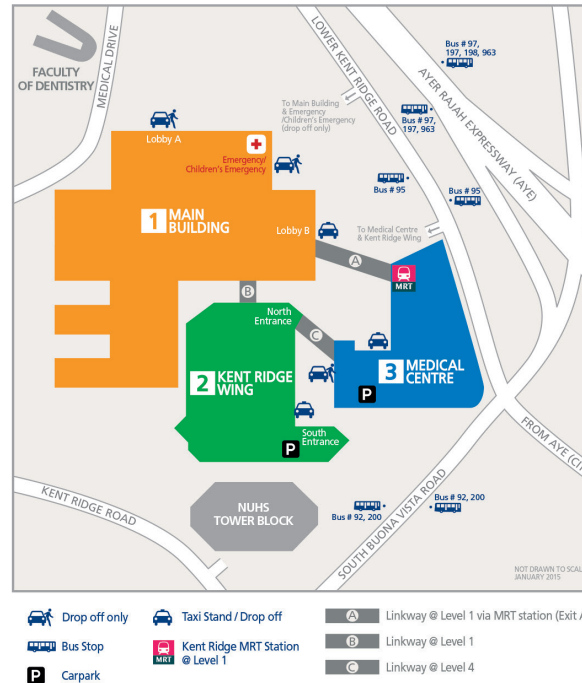 FACULTY
OF DENTISTRY
MEDICAL DRIVE
LOWER KENT RIDGE ROAD
Bus # 97,
197, 198, 963
AYER RAJAH EXPRESSWAY (AYE)
Bus # 97,
197, 963
To Main Building
& Emergency
/Children's Emergency
(drop off only)
Lobby A
Emergency/
Children's Emergency
Bus # 95
Bus # 95
1 MAIN
BUILDING
Lobby B
To Medical Centre
& Kent Ridge Wing
A
MRT
B
North
Entrance
C
3 MEDICAL
CENTRE
2 KENT RIDGE
WING
P
South
Entrance
P
FROM AYE (CI
KENT RIDGE ROAD
NUHS
TOWER BLOCK
Bus # 92, 200
Bus # 92, 200
SOUTH BUONA VISTA ROAD
NOT DRAWN TO SCAL
JANUARY 2015
Drop off only
Taxi Stand / Drop off
A Linkway @ Level 1 via MRT station (Exit A
Bus Stop
MRT Kent Ridge MRT Station
@ Level 1
B Linkway @ Level 1
P Carpark
C Linkway @ Level 4